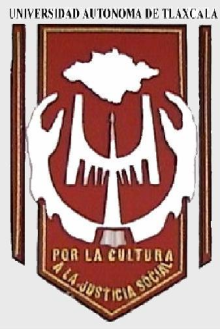 UNIVERSIDAD AUTONOMA DE TLAXCALA
POR LA CULTURA
A LA JUSTICIA SOCIAL